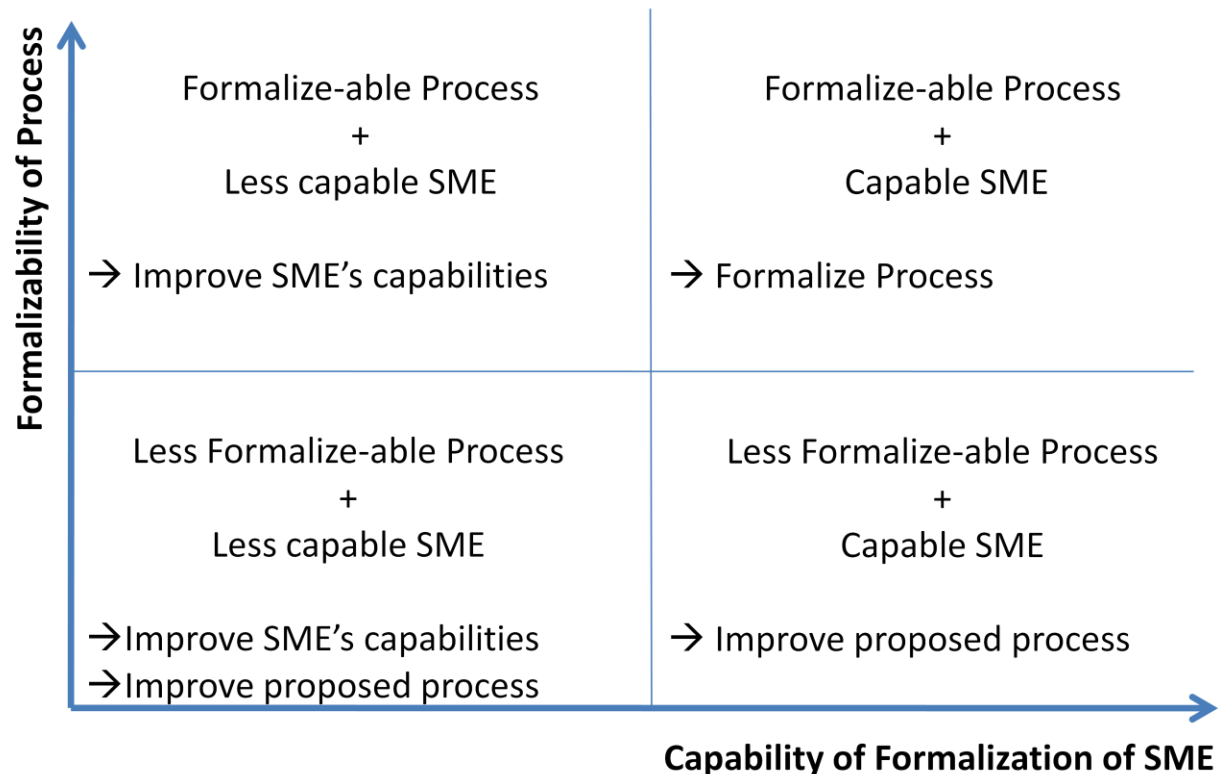 Formalizability of Process
Formalize-able Process
+
Less capable SME
→ Improve SME's capabilities
Formalize-able Process
+
Capable SME
→ Formalize Process
Less Formalize-able Process
+
Less capable SME
→Improve SME's capabilities
→Improve proposed process
Less Formalize-able Process
+
Capable SME
→ Improve proposed process
Capability of Formalization of SME